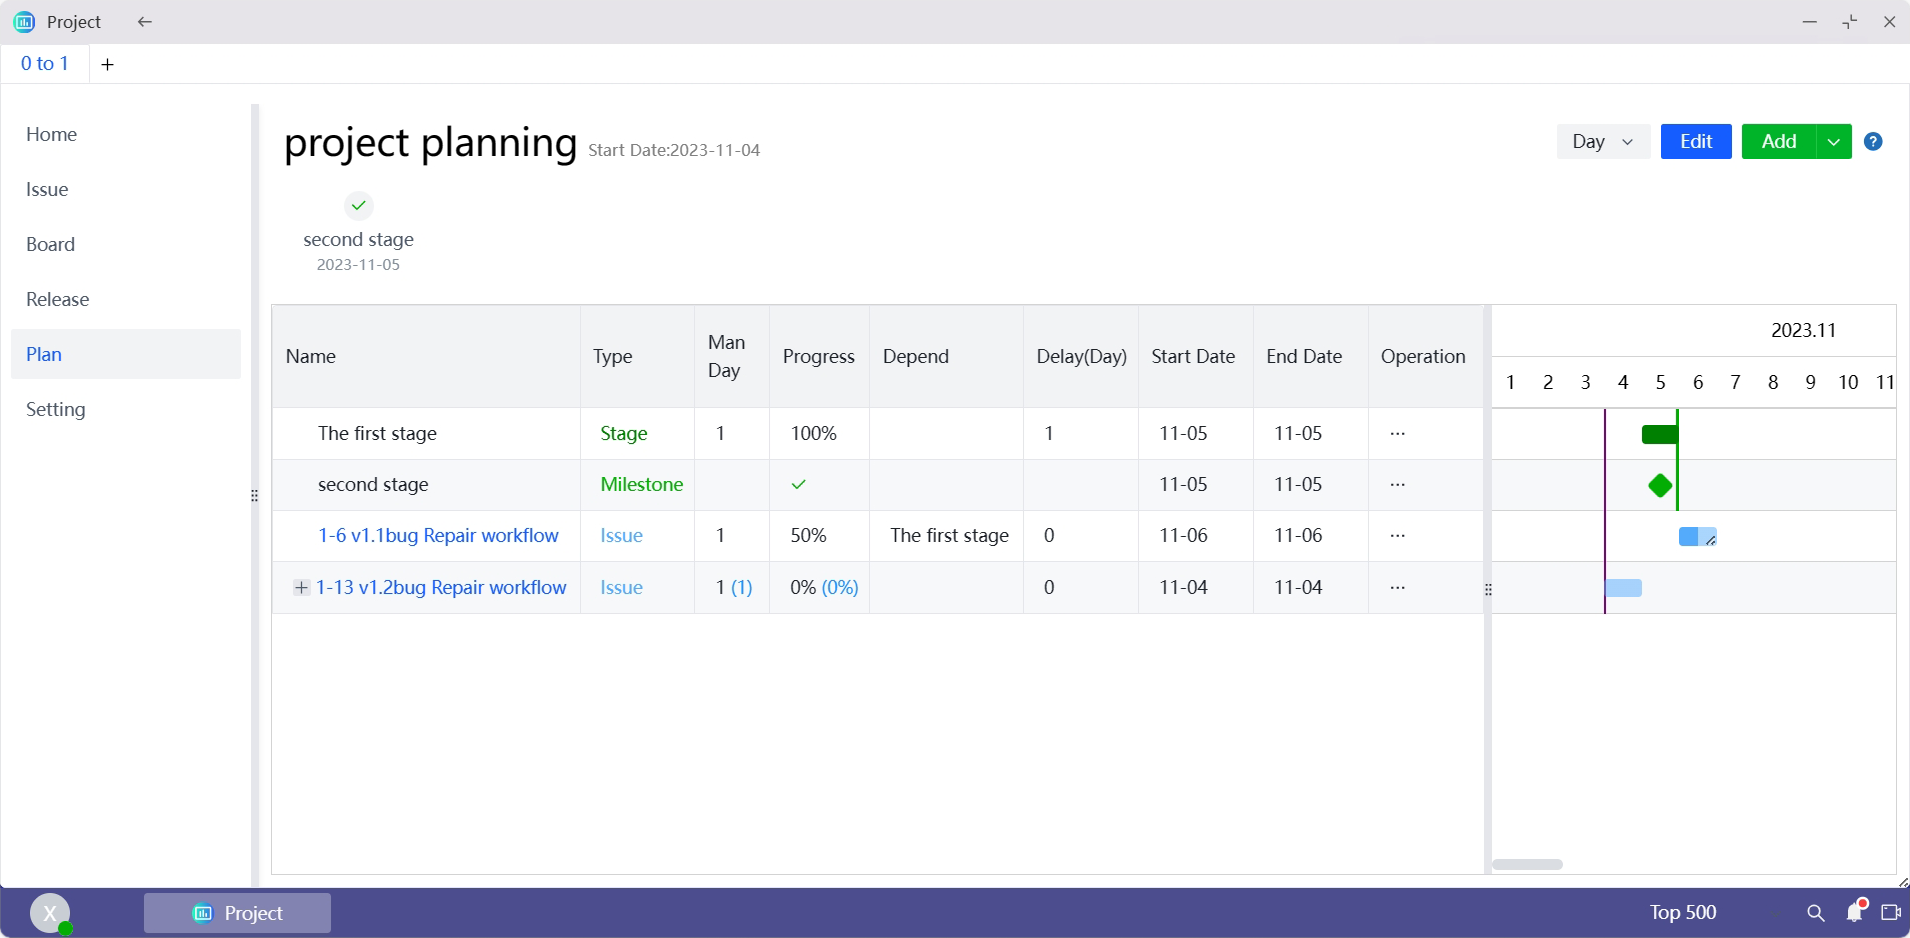 Project
0 to 1 +
Home
Issue
Board
Release
Plan
Setting
project planning Start Date:2023-11-04
Day Edit Add ?
second stage
2023-11-05
Name Type Man Day Progress Depend Delay(Day) Start Date End Date Operation
The first stage Stage 1 100% 1 11-05 11-05 ...
second stage Milestone 11-05 11-05 ...
1-6 v1.1bug Repair workflow Issue 1 50% The first stage 0 11-06 11-06 ...
1-13 v1.2bug Repair workflow Issue 1 (1) 0% (0%) 0 11-04 11-04 ...
2023.11
1 2 3 4 5 6 7 8 9 10 11
X Project Top 500